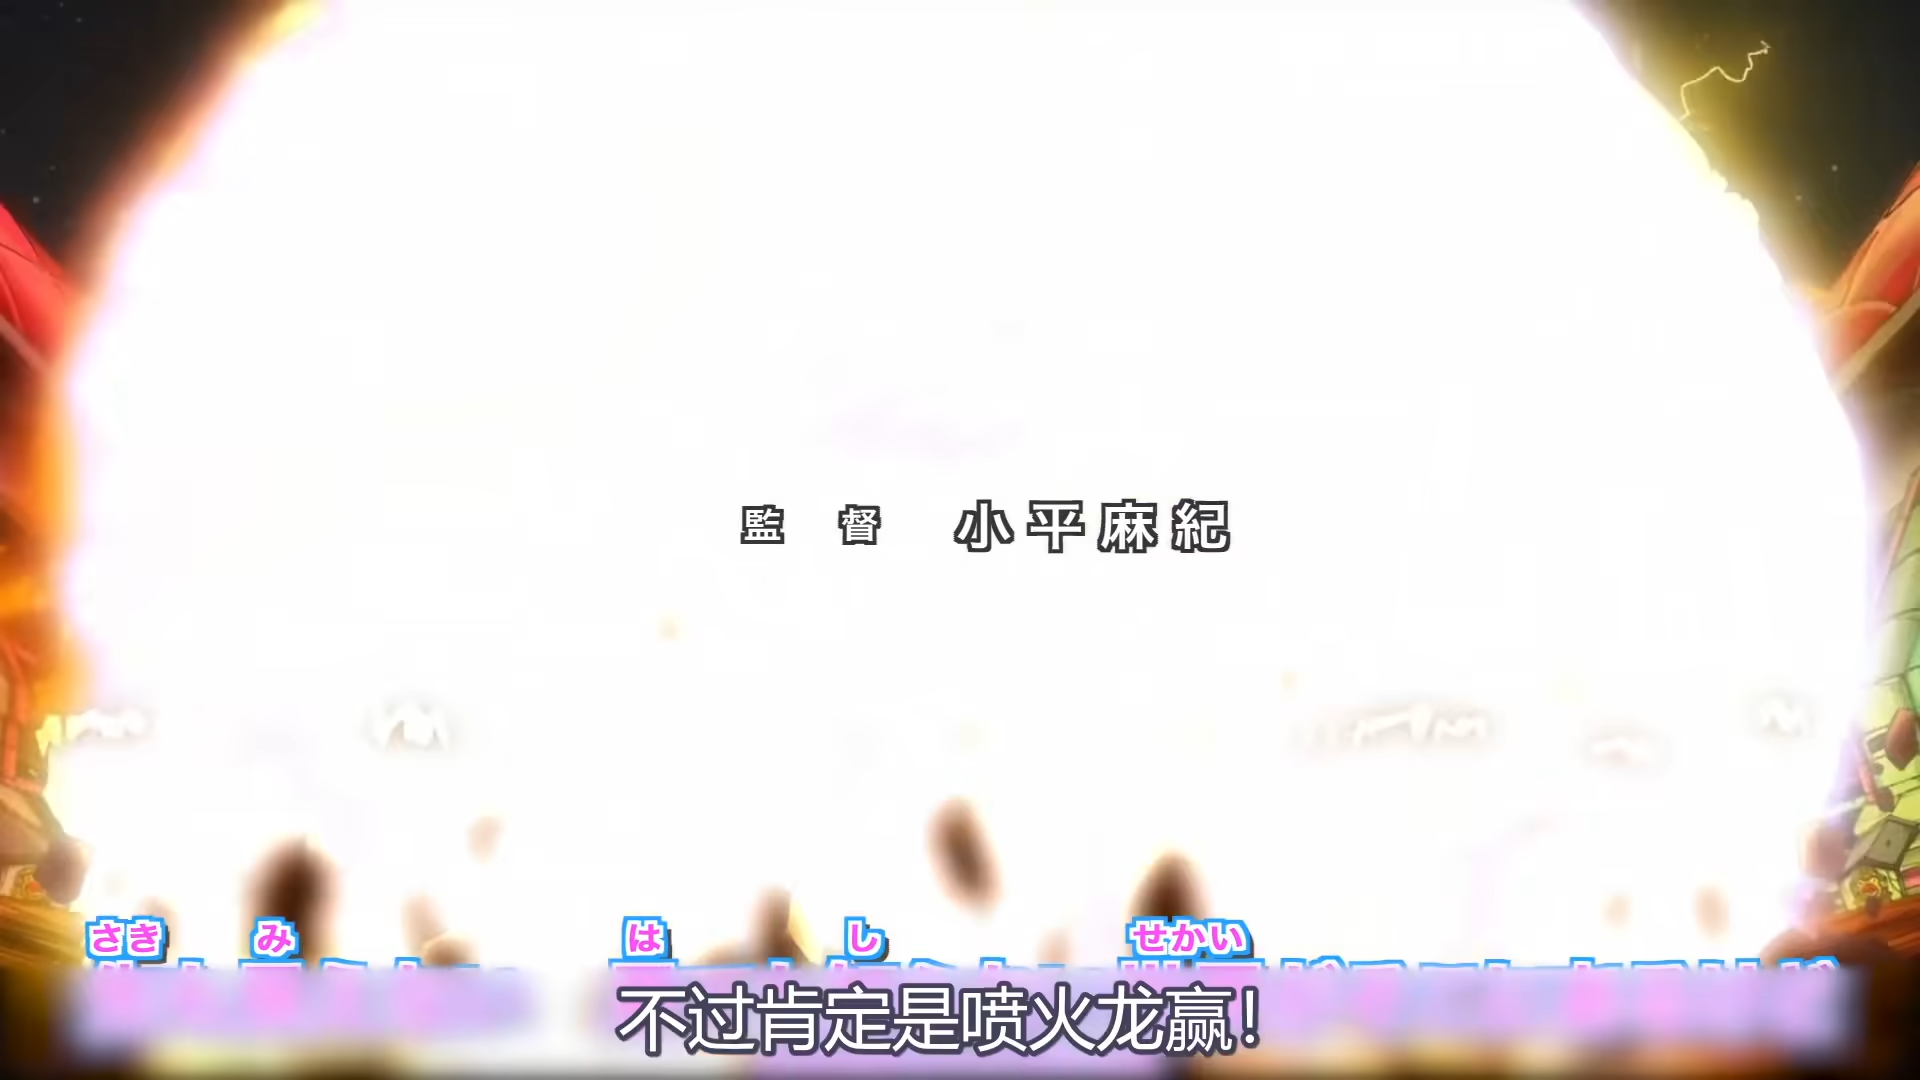 監督 小平麻紀
さき み は し せかい
不过肯定是喷火龙赢!